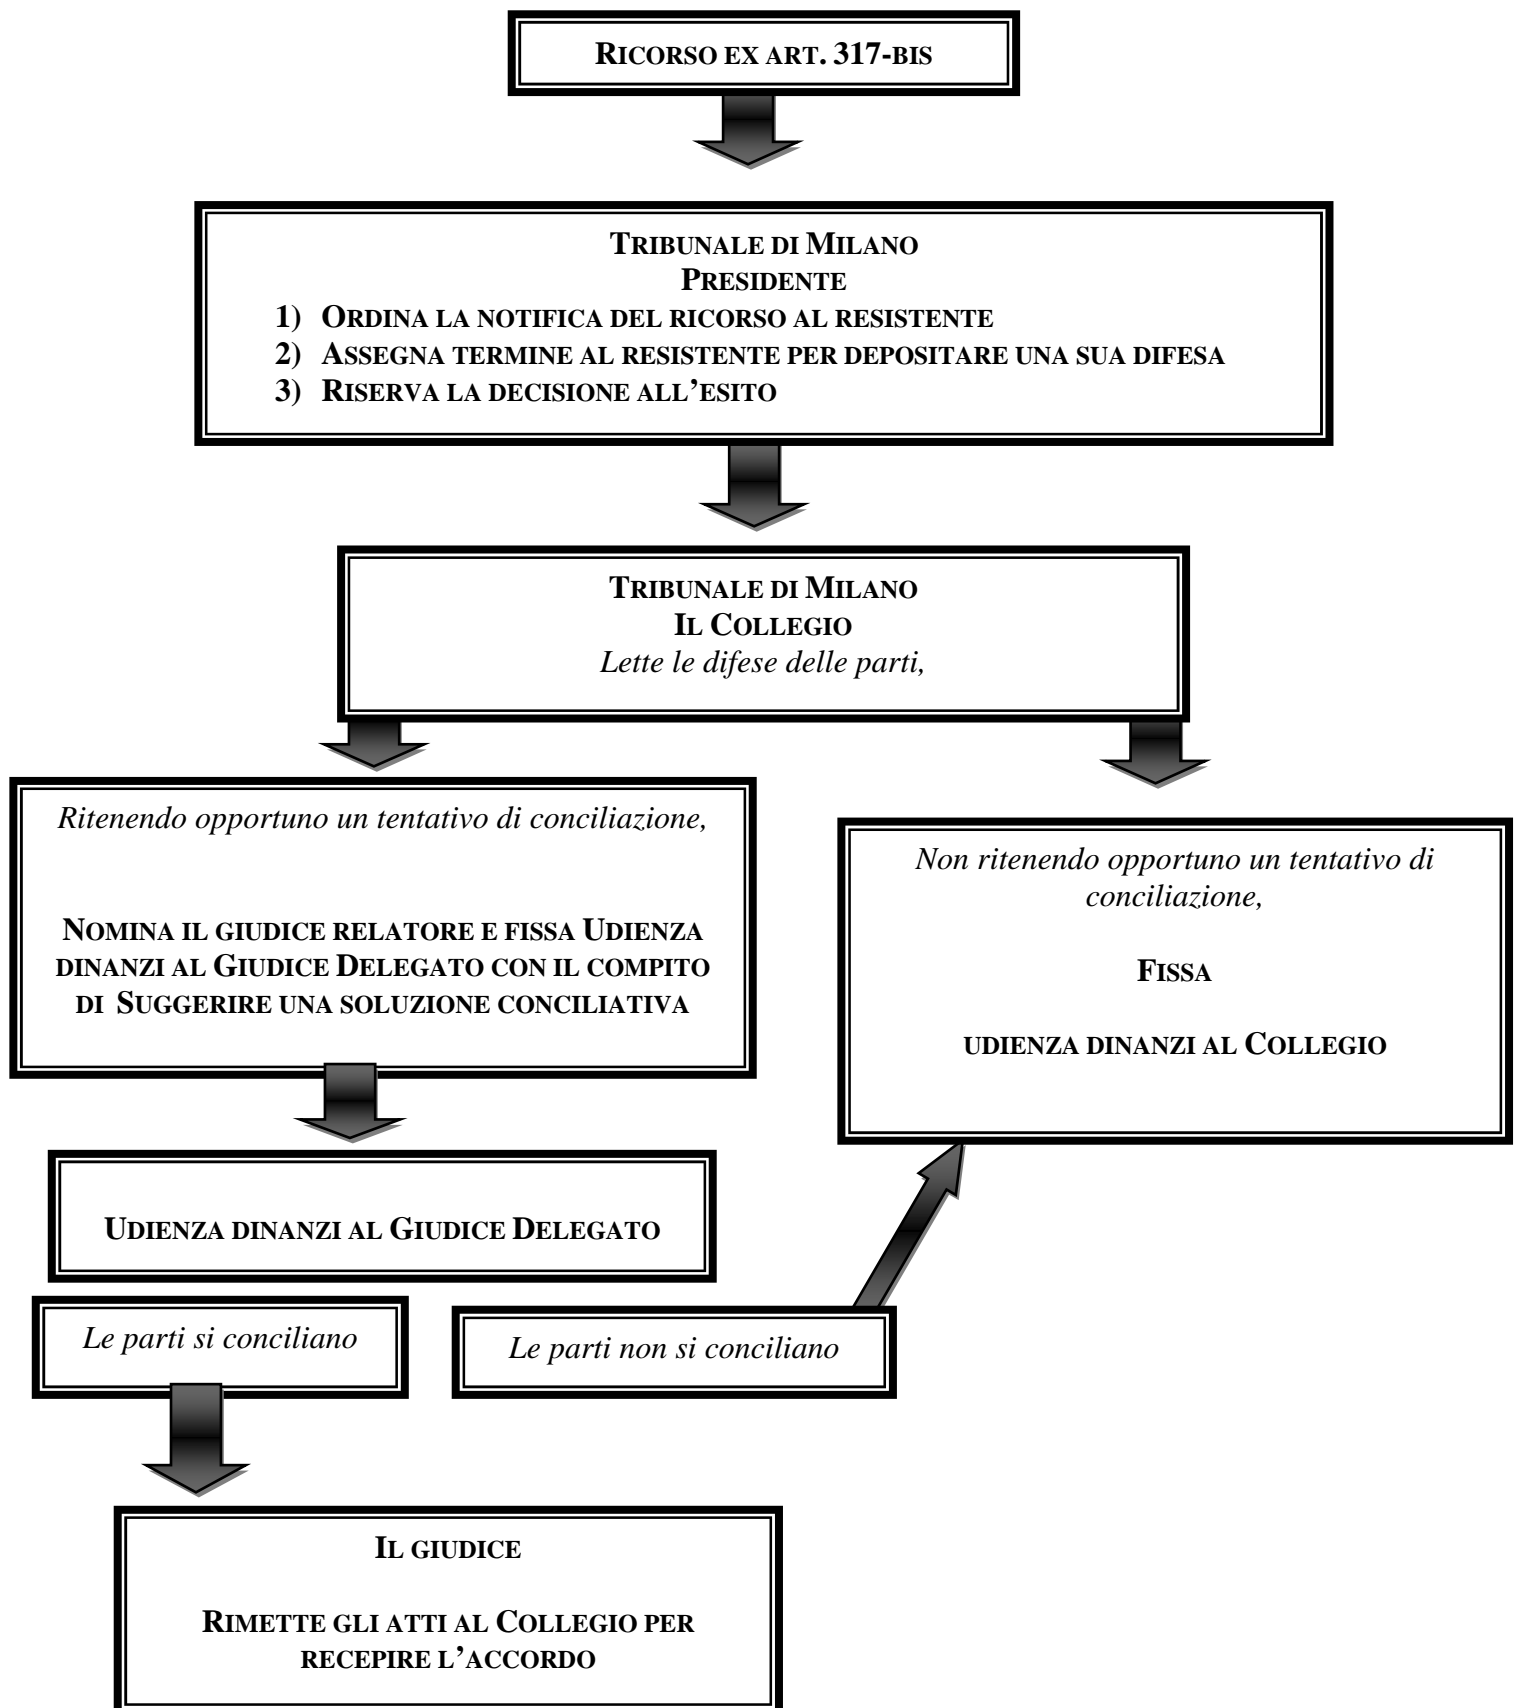 RICORSO EX ART. 317-BIS
TRIBUNALE DI MILANO
PRESIDENTE
1) ORDINA LA NOTIFICA DEL RICORSO AL RESISTENTE
2) ASSEGNA TERMINE AL RESISTENTE PER DEPOSITARE UNA SUA DIFESA
3) RISERVA LA DECISIONE ALL’ESITO
TRIBUNALE DI MILANO
IL COLLEGIO
Lette le difese delle parti,
Ritenendo opportuno un tentativo di conciliazione,
NOMINA IL GIUDICE RELATORE E FISSA UDIENZA
DINANZI AL GIUDICE DELEGATO CON IL COMPITO
DI SUGGERIRE UNA SOLUZIONE CONCILIATIVA
Non ritenendo opportuno un tentativo di
conciliazione,
FISSA
UDIENZA DINANZI AL COLLEGIO
UDIENZA DINANZI AL GIUDICE DELEGATO
Le parti si conciliano
Le parti non si conciliano
IL GIUDICE
RIMETTE GLI ATTI AL COLLEGIO PER
RECEPIRE L’ACCORDO